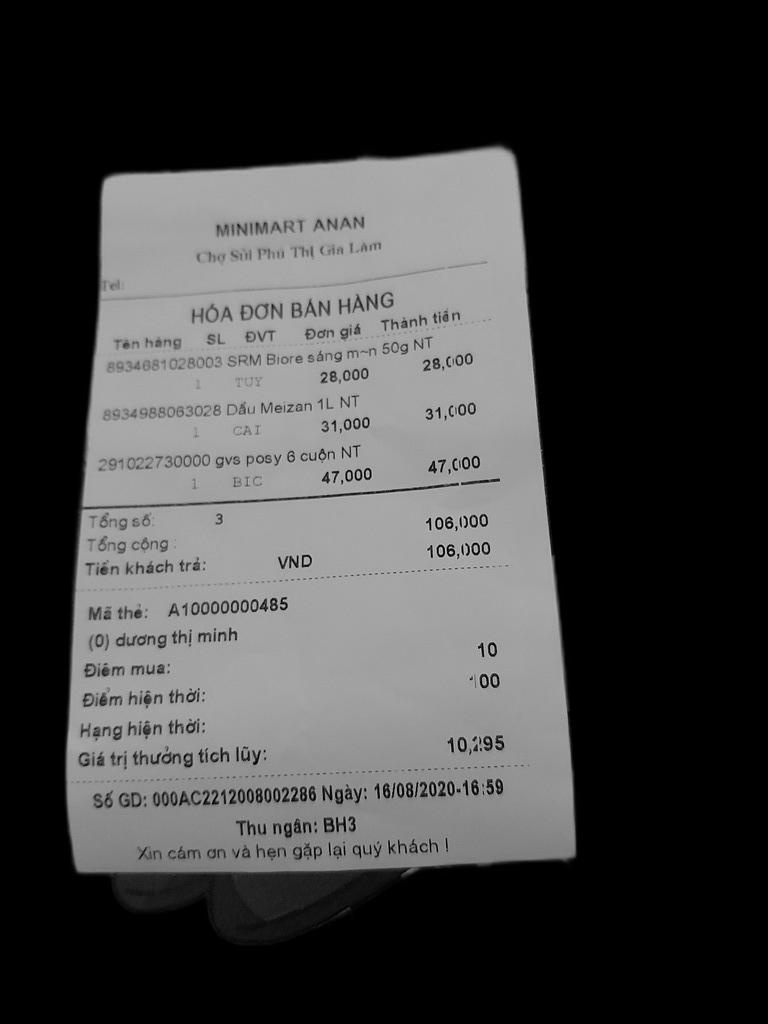 MINIMART ANAN
Chợ Sủi Phú Thị Gia Lâm
Tel:
HÓA ĐƠN BÁN HÀNG
Tên hàng SL ĐVT Đơn giá Thành tiền
8934681028003 SRM Biore sáng m~n 50g NT
1 TUY 28,000 28,000
8934988063028 Dầu Meizan 1L NT
1 CAI 31,000 31,000
291022730000 gvs posy 6 cuộn NT
1 BIC 47,000 47,000
Tổng số: 3
Tổng cộng : 106,000
Tiền khách trả: VND 106,000
Mã thẻ: A10000000485
(0) dương thị minh
Điểm mua: 10
Điểm hiện thời: 100
Hạng hiện thời:
Giá trị thưởng tích lũy: 10,295
Số GD: 000AC2212008002286 Ngày: 16/08/2020-16:59
Thu ngân: BH3
Xin cám ơn và hẹn gặp lại quý khách !